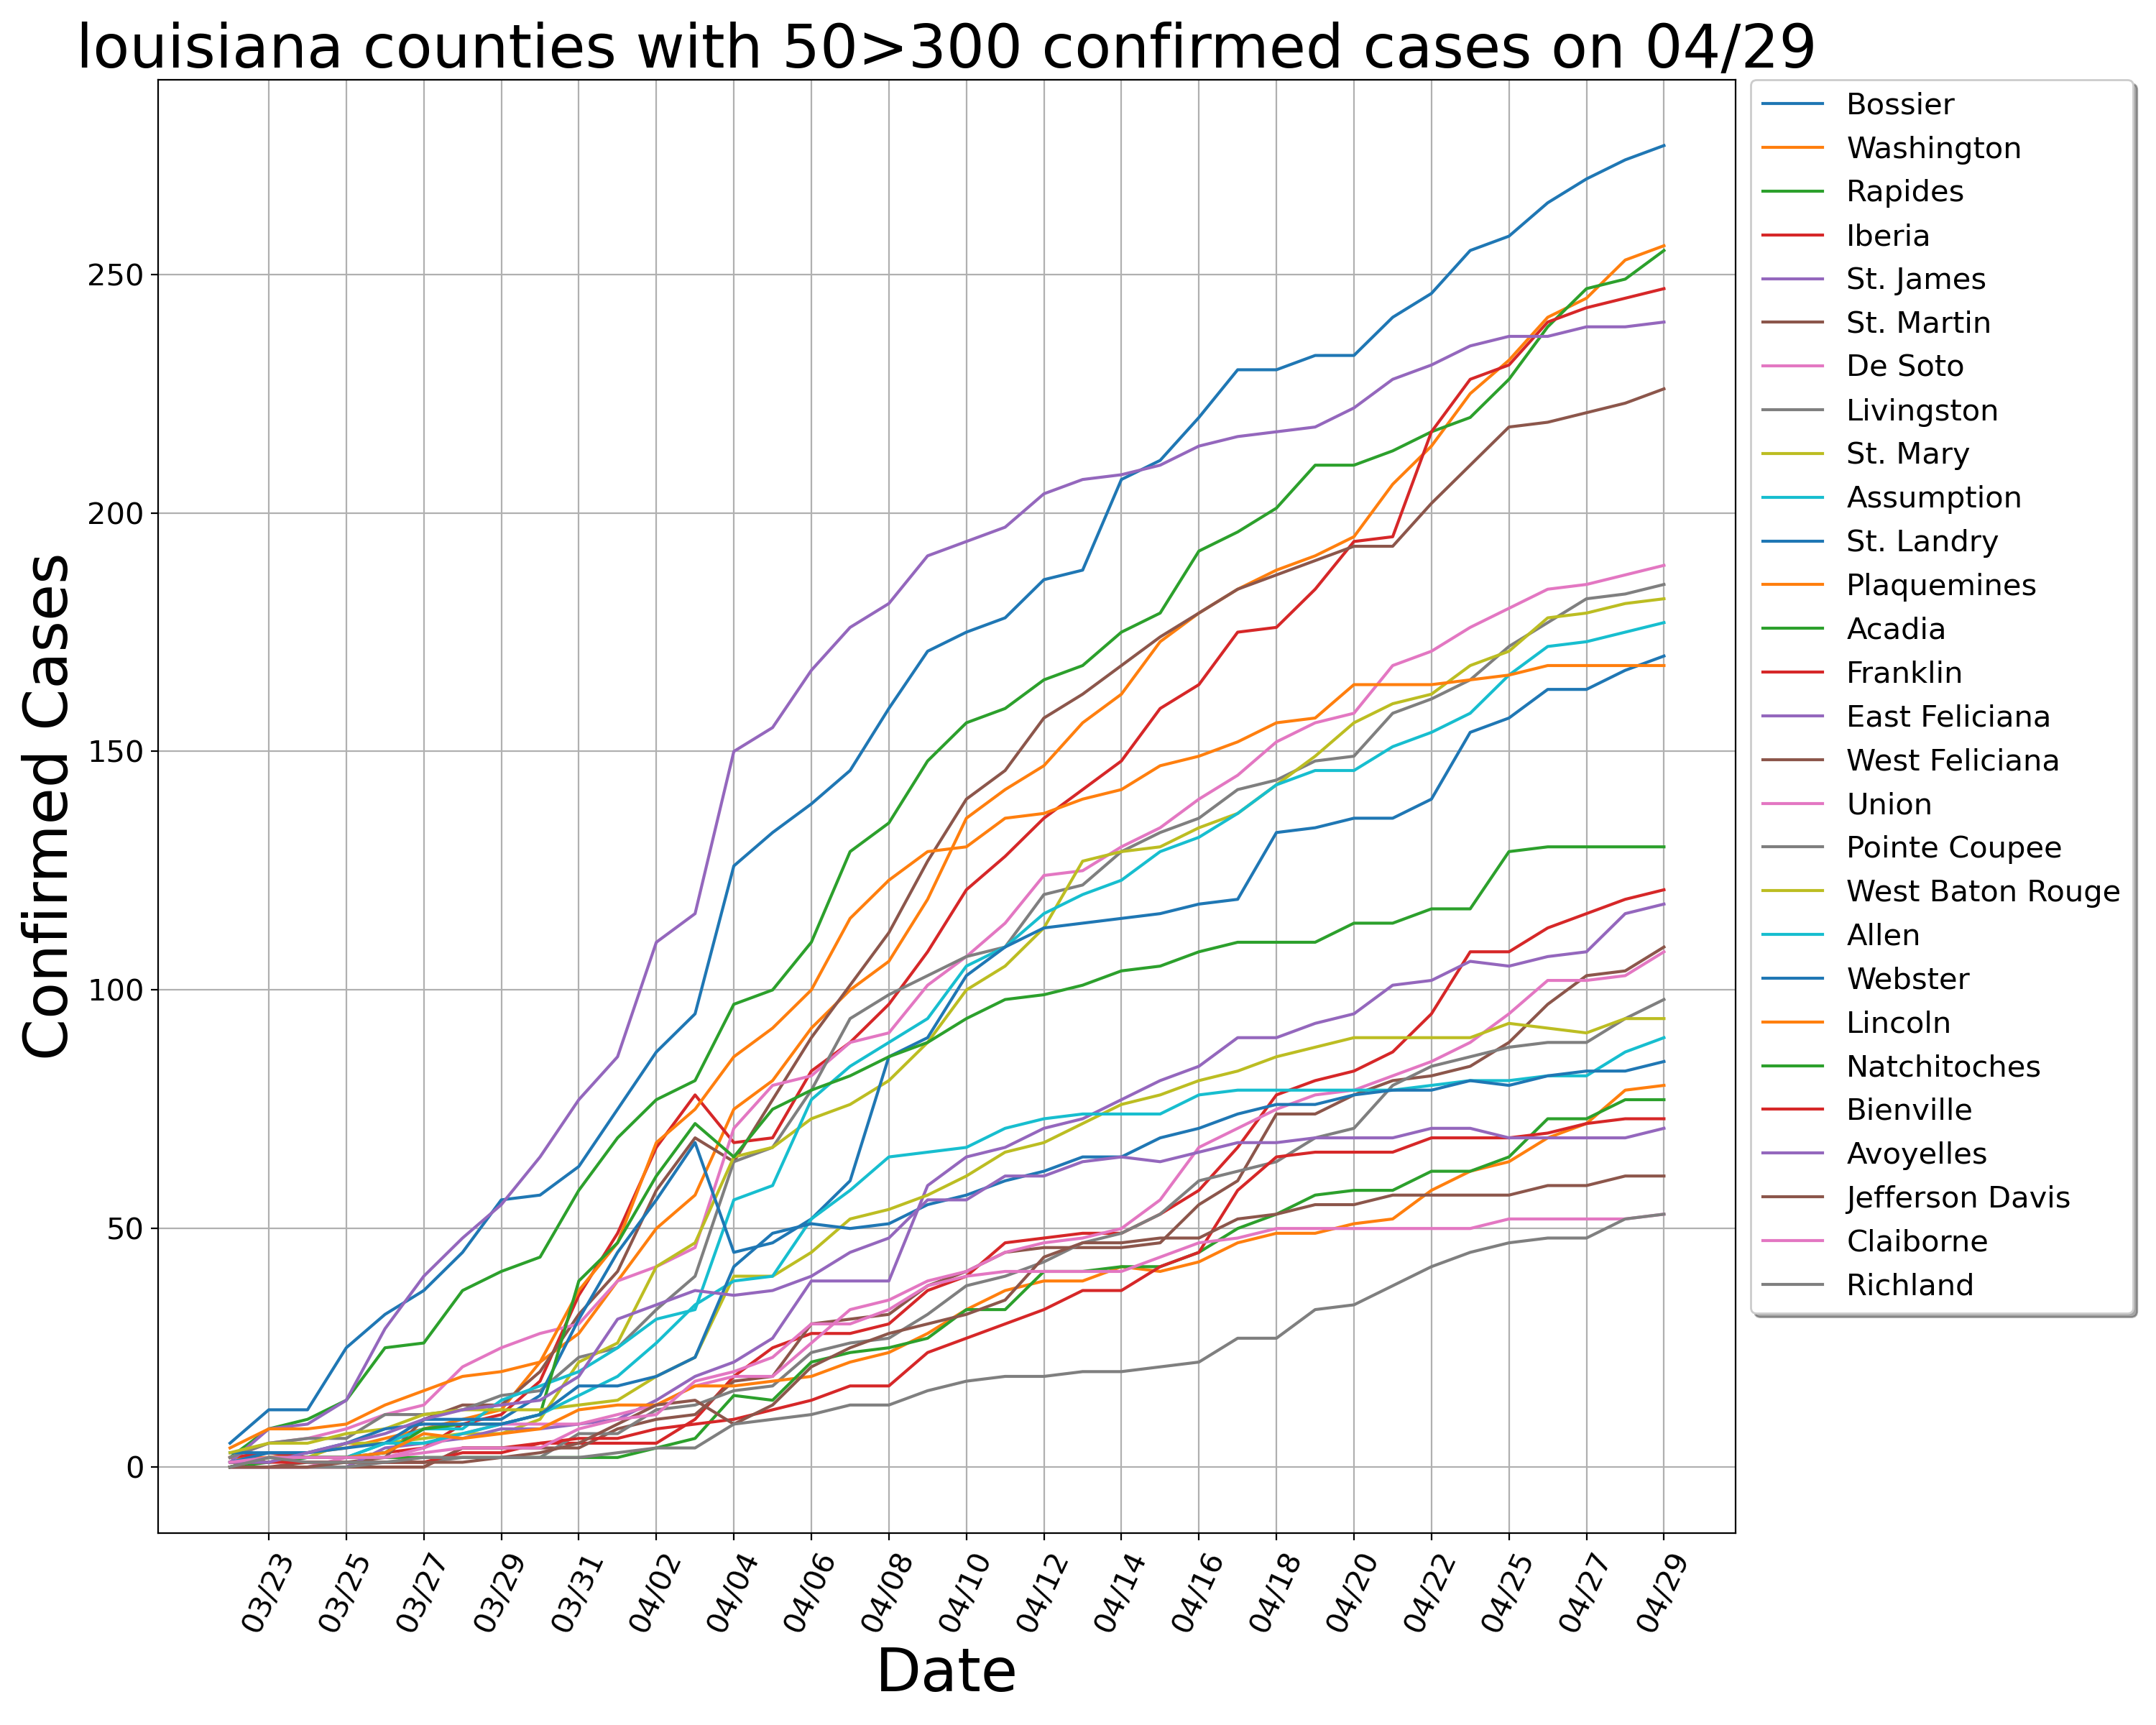 louisiana counties with 50>300 confirmed cases on 04/29
Confirmed Cases
250
200
150
100
50
0
03/23
03/25
03/27
03/29
03/31
04/02
04/04
04/06
04/08
04/10
04/12
04/14
04/16
04/18
04/20
04/22
04/25
04/27
04/29
Date
Bossier
Washington
Rapides
Iberia
St. James
St. Martin
De Soto
Livingston
St. Mary
Assumption
St. Landry
Plaquemines
Acadia
Franklin
East Feliciana
West Feliciana
Union
Pointe Coupee
West Baton Rouge
Allen
Webster
Lincoln
Natchitoches
Bienville
Avoyelles
Jefferson Davis
Claiborne
Richland